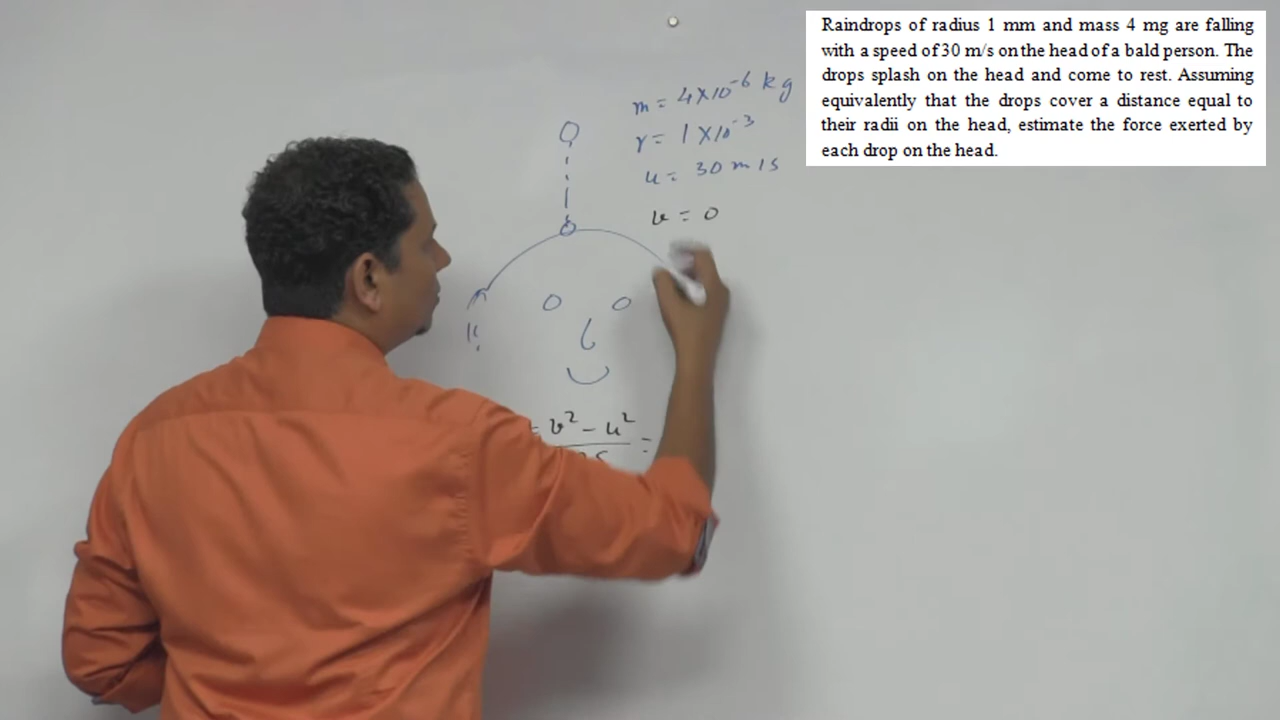 Raindrops of radius 1 mm and mass 4 mg are falling
with a speed of 30 m/s on the head of a bald person. The
drops splash on the head and come to rest. Assuming
equivalently that the drops cover a distance equal to
their radii on the head, estimate the force exerted by
each drop on the head.
m = 4×10⁻⁶ kg
r = 1×10⁻³
u = 30 m/s
v = 0
= v² − u²
=